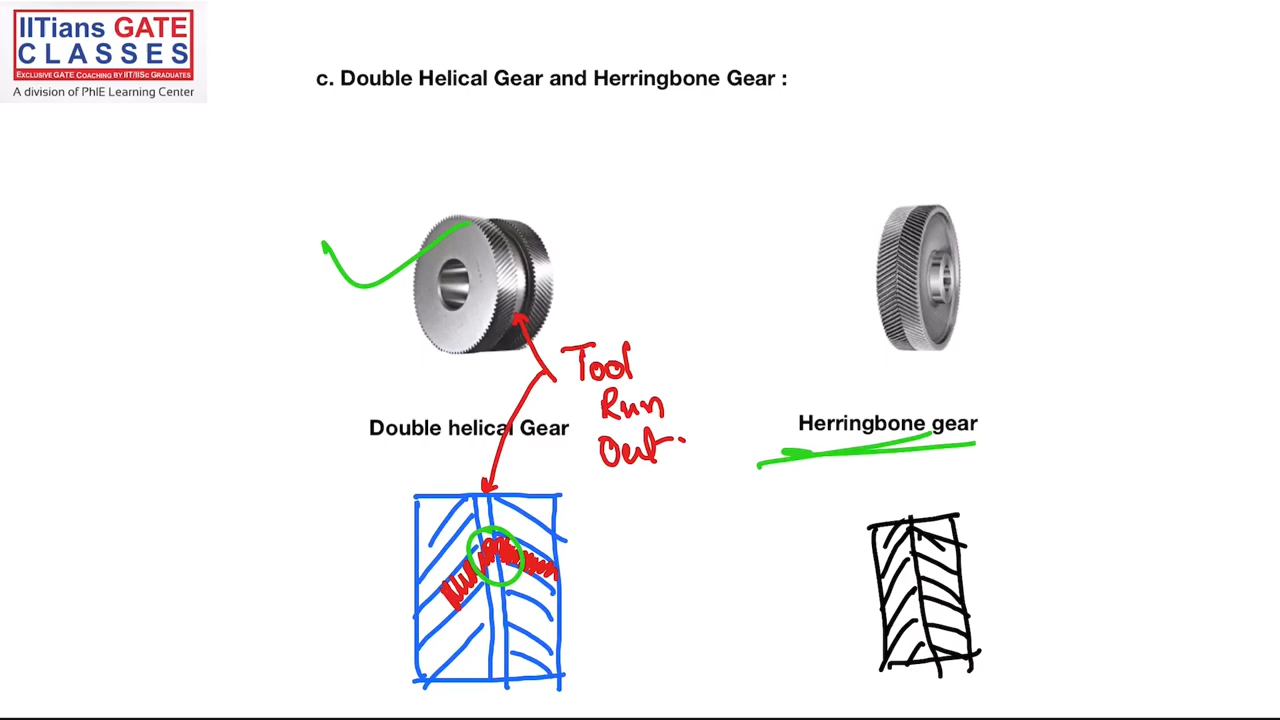 IITians GATE
CLASSES
EXCLUSIVE GATE COACHING BY IIT/IISc GRADUATES
A division of PhIE Learning Center
c. Double Helical Gear and Herringbone Gear :
Tool
Run
Out
Double helical Gear
Herringbone gear